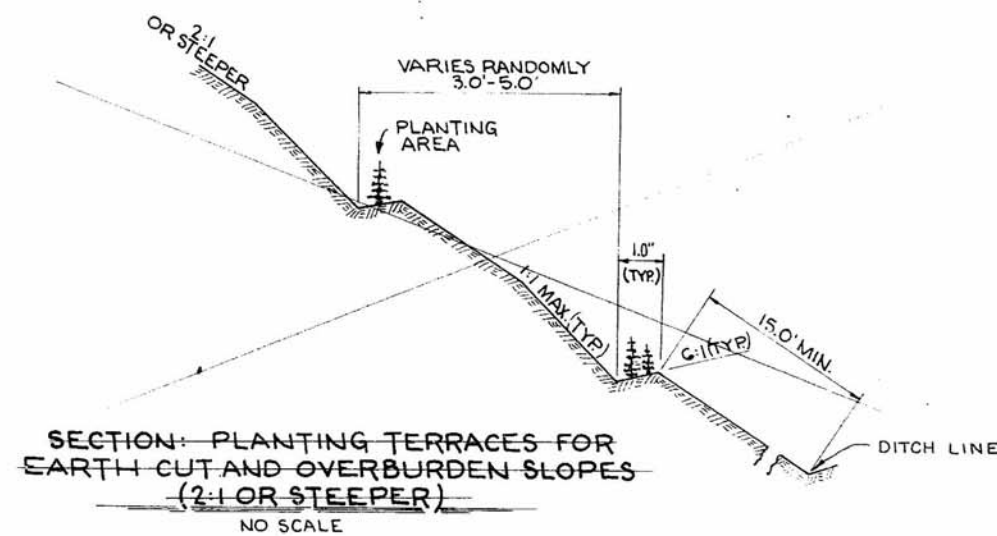 2:1
OR STEEPER
VARIES RANDOMLY
3.0'-5.0'
PLANTING
AREA
1.0"
(TYP.)
1:1 MAX.(TYP.)
6:1(TYP.)
15.0' MIN.
DITCH LINE
SECTION: PLANTING TERRACES FOR
EARTH CUT AND OVERBURDEN SLOPES
(2:1 OR STEEPER)
NO SCALE